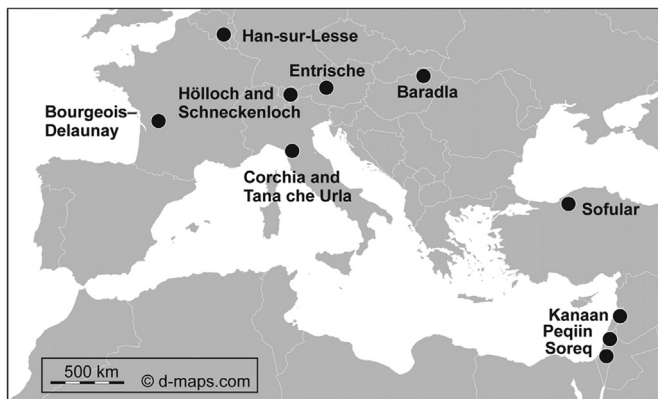 Han-sur-Lesse
Entrische
Hölloch and
Schneckenloch
Baradla
Bourgeois–
Delaunay
Corchia and
Tana che Urla
Sofular
Kanaan
Peqiin
Soreq
500 km
© d-maps.com